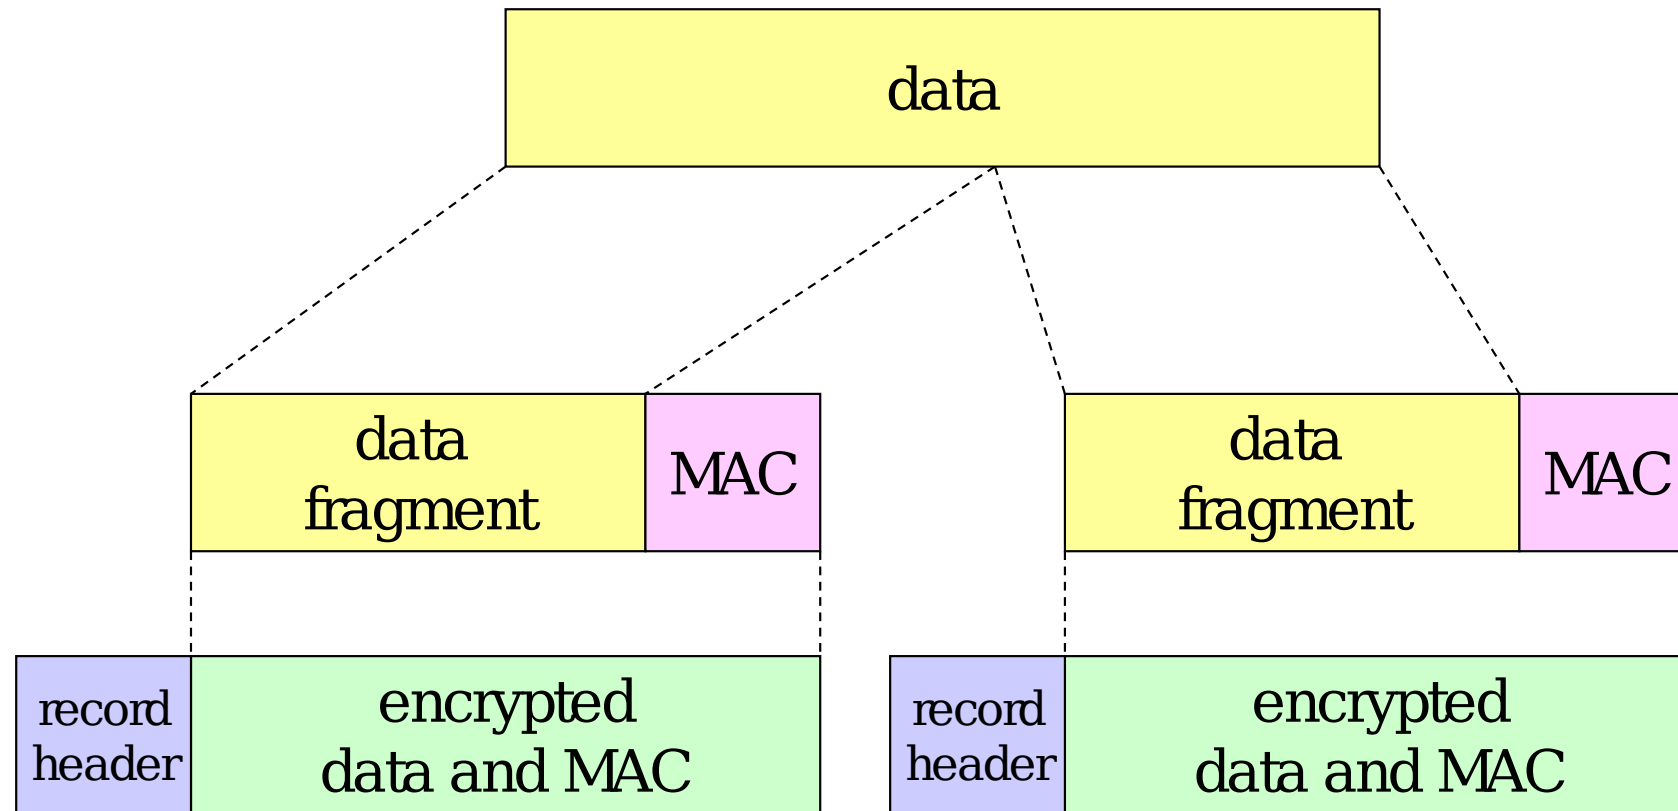 data
data
fragment
MAC
data
fragment
MAC
record
header
encrypted
data and MAC
record
header
encrypted
data and MAC